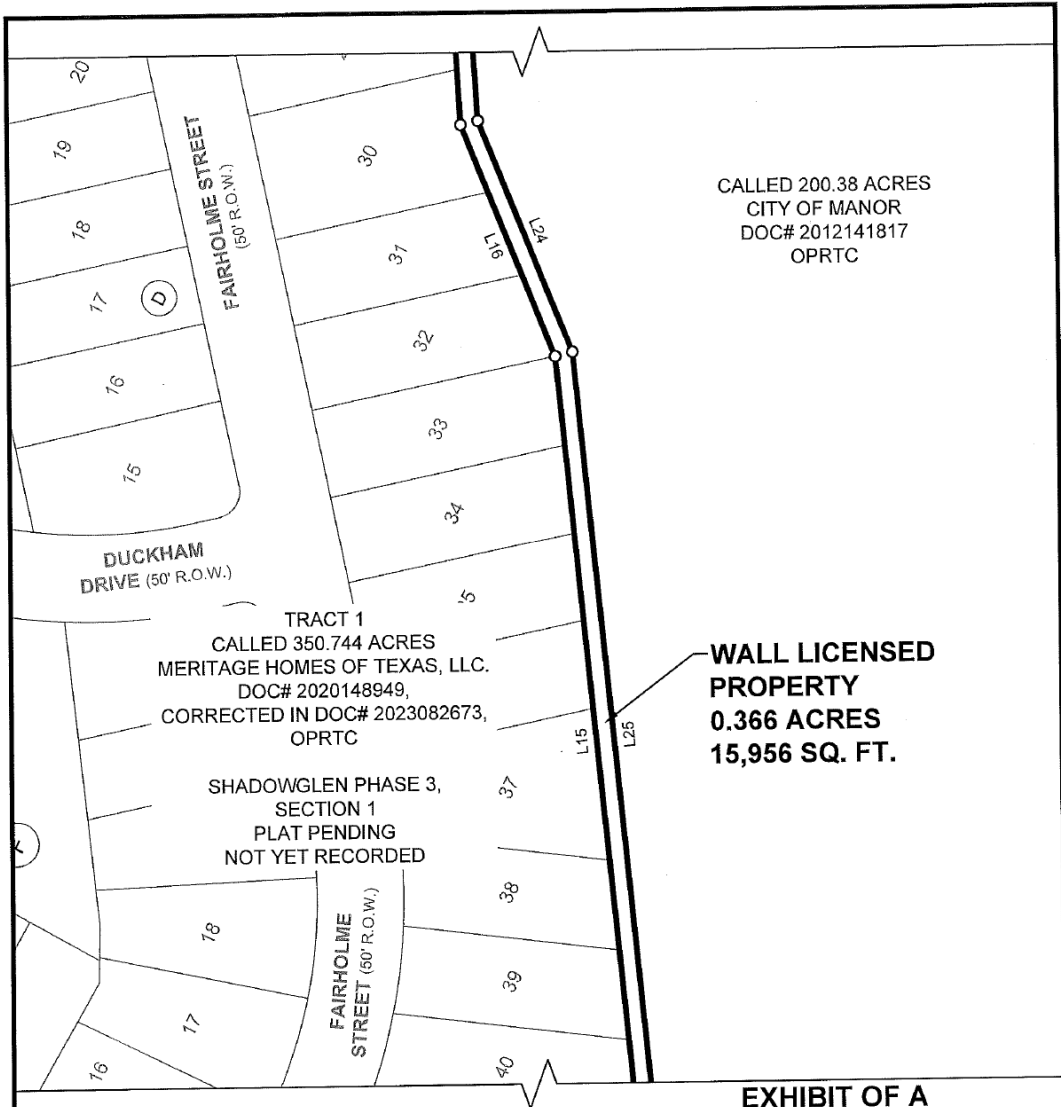 20
19
18
17
D
16
15
FAIRHOLME STREET
(50' R.O.W.)
30
31
32
33
34
L16
L24
CALLED 200.38 ACRES
CITY OF MANOR
DOC# 2012141817
OPRTC
DUCKHAM
DRIVE (50' R.O.W.)
TRACT 1
CALLED 350.744 ACRES
MERITAGE HOMES OF TEXAS, LLC.
DOC# 2020148949,
CORRECTED IN DOC# 2023082673,
OPRTC
SHADOWGLEN PHASE 3,
SECTION 1
PLAT PENDING
NOT YET RECORDED
L15
L25
WALL LICENSED
PROPERTY
0.366 ACRES
15,956 SQ. FT.
37
38
39
40
18
17
16
FAIRHOLME
STREET (50' R.O.W.)
EXHIBIT OF A